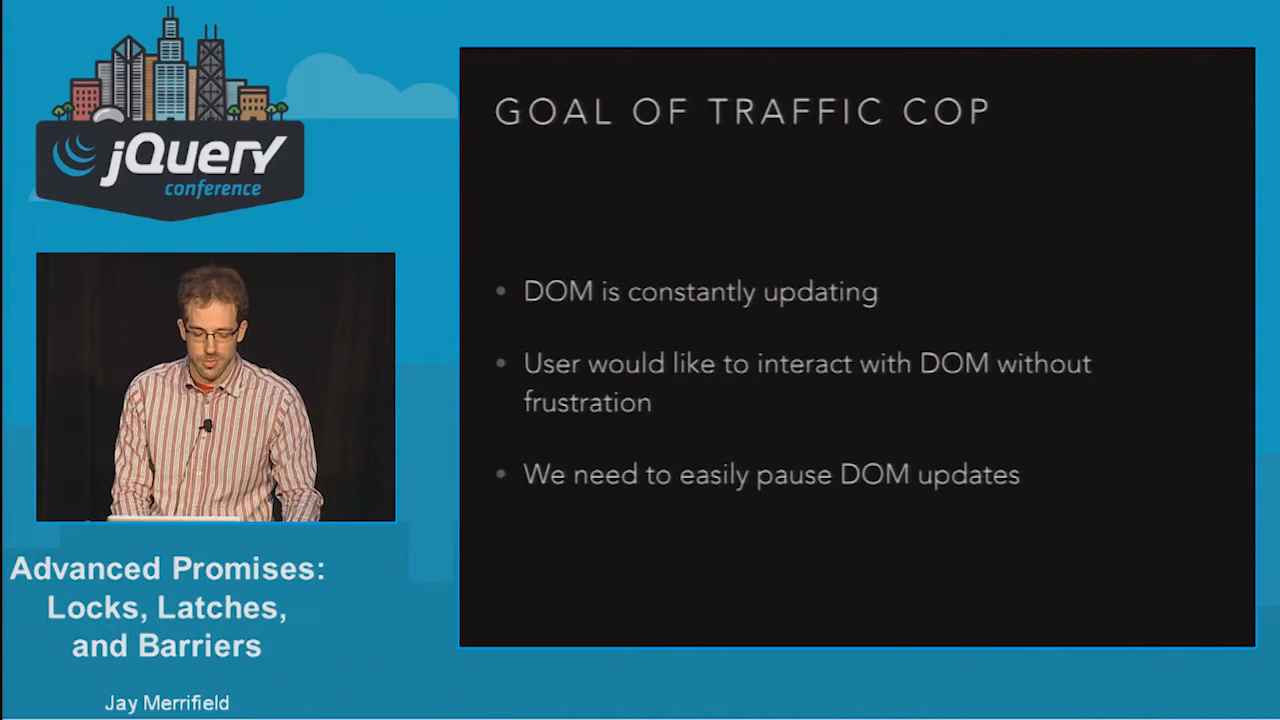 jQuery
conference
GOAL OF TRAFFIC COP
• DOM is constantly updating
• User would like to interact with DOM without
frustration
• We need to easily pause DOM updates
Advanced Promises:
Locks, Latches,
and Barriers
Jay Merrifield